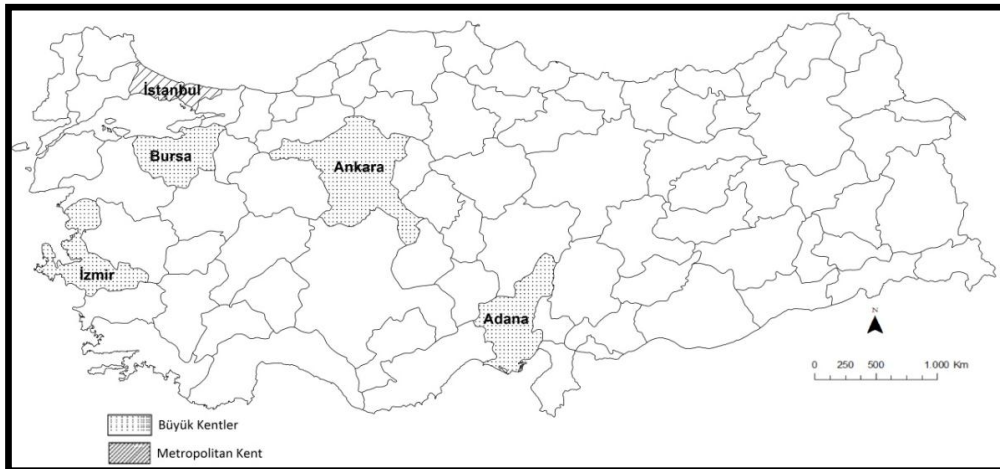 İstanbul
Bursa
Ankara
İzmir
Adana
N
0 250 500 1.000 Km
Büyük Kentler
Metropolitan Kent